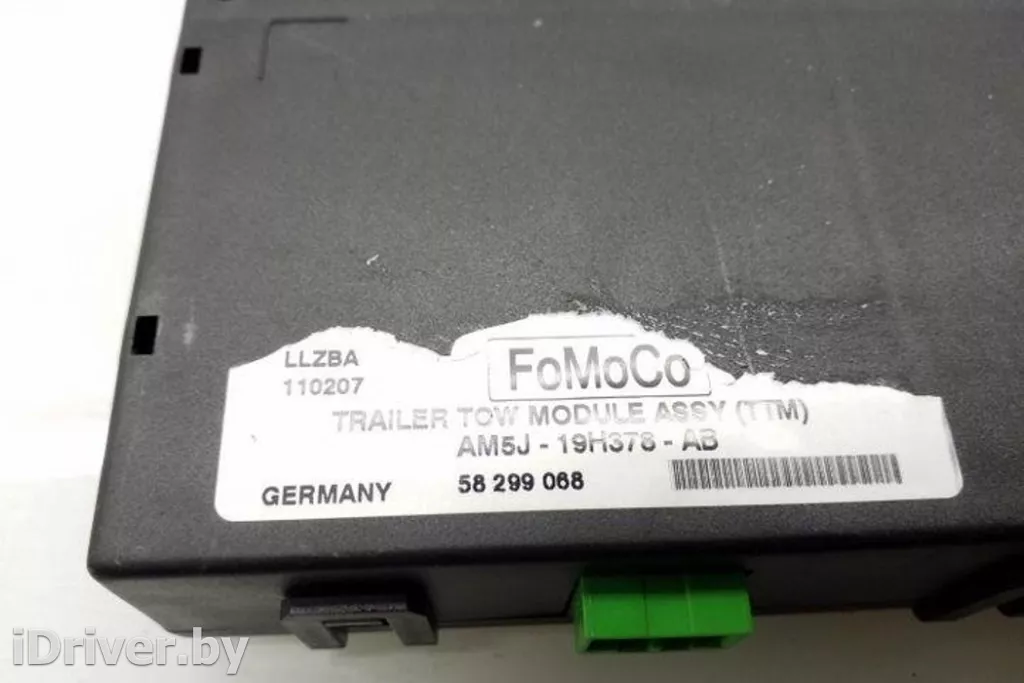 LLZBA
110207
FoMoCo
TRAILER TOW MODULE ASSY (TTM)
AM5J - 19H378 - AB
GERMANY 58 299 068
iDriver.by